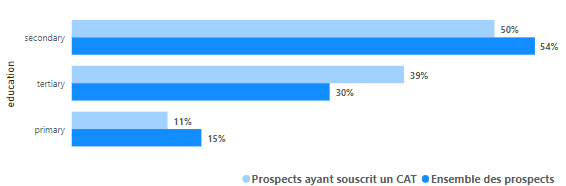 secondary
50%
54%
education
tertiary
39%
30%
primary
11%
15%
Prospects ayant souscrit un CAT Ensemble des prospects